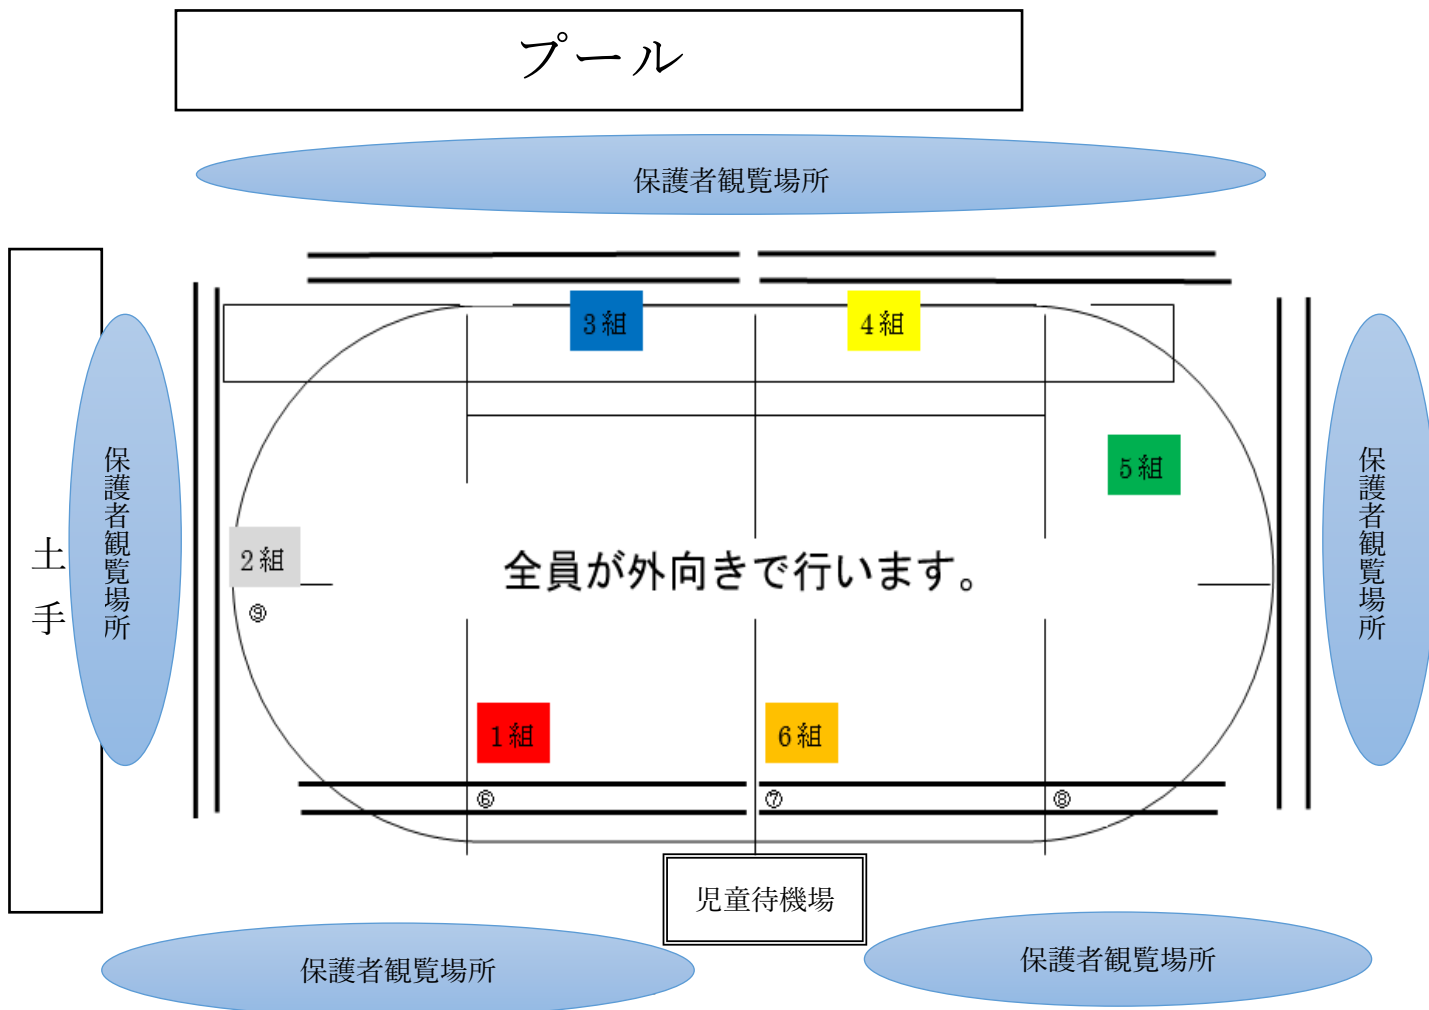 プール
保護者観覧場所
3組
4組
5組
保護者観覧場所
保護者観覧場所
土手
2組
全員が外向きで行います。
⑨
1組
6組
⑥
⑦
⑧
児童待機場
保護者観覧場所
保護者観覧場所